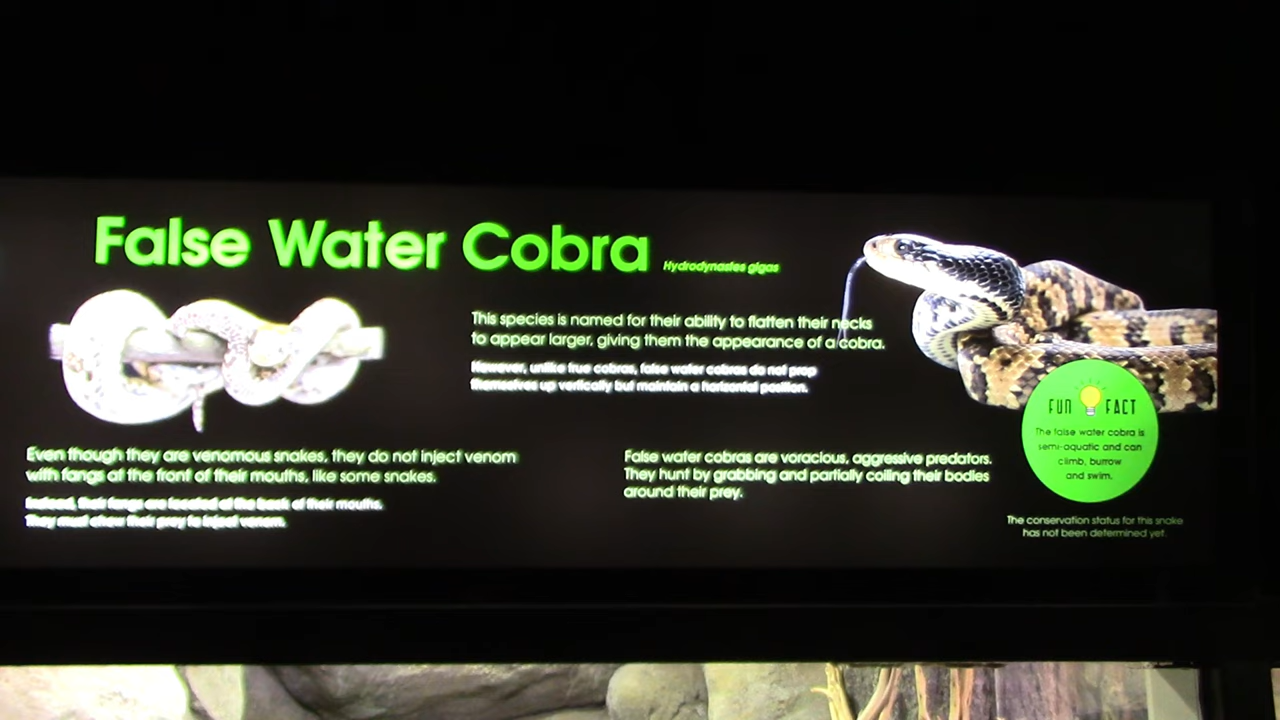 False Water Cobra Hydrodynastes gigas
This species is named for their ability to flatten their necks
to appear larger, giving them the appearance of a cobra.
However, unlike true cobras, false water cobras do not prop
themselves up vertically but maintain a horizontal position.
Even though they are venomous snakes, they do not inject venom
with fangs at the front of their mouths, like some snakes.
Instead, their fangs are located at the back of their mouths.
They must chew their prey to inject venom.
False water cobras are voracious, aggressive predators.
They hunt by grabbing and partially coiling their bodies
around their prey.
FUN FACT
The false water cobra is
semi-aquatic and can
climb, burrow
and swim.
The conservation status for this snake
has not been determined yet.